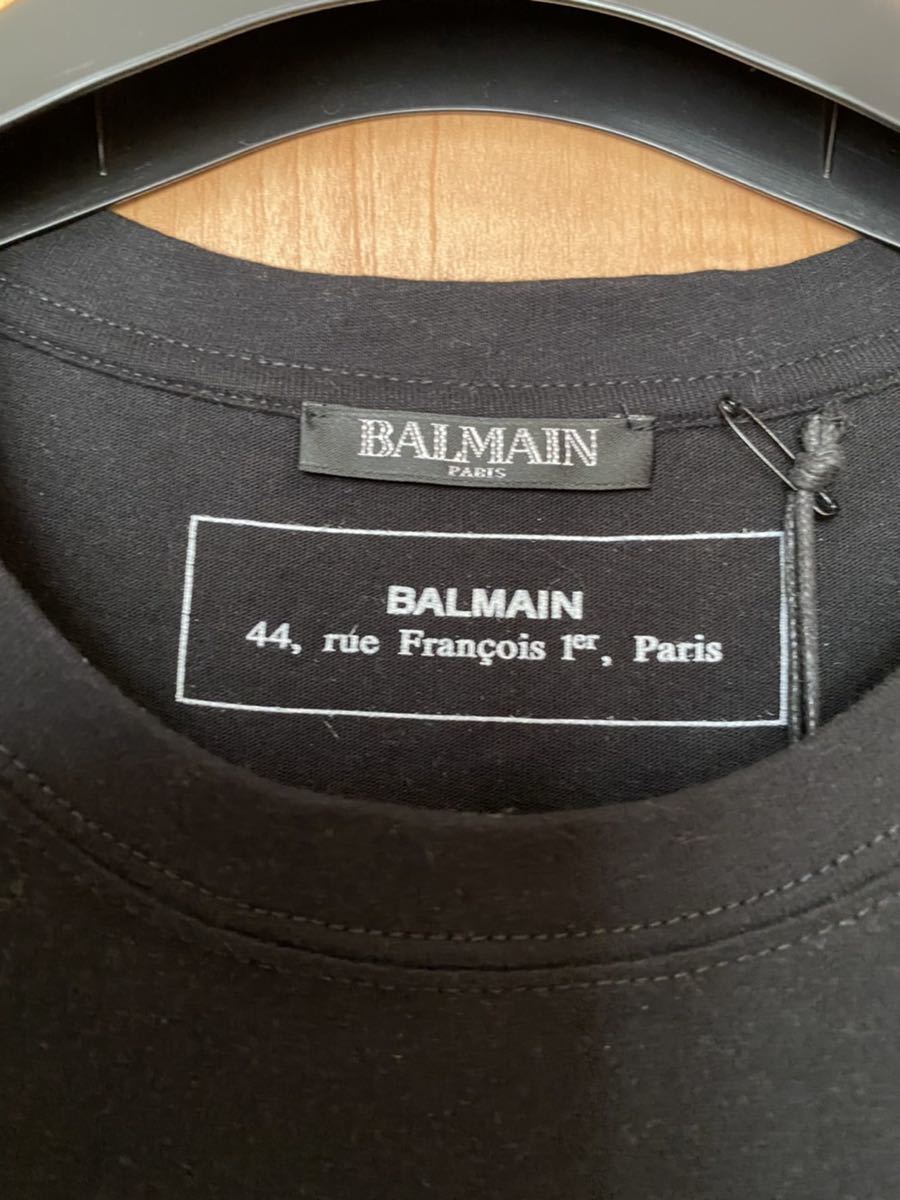 BALMAIN
PARIS
BALMAIN
44, rue François 1er, Paris